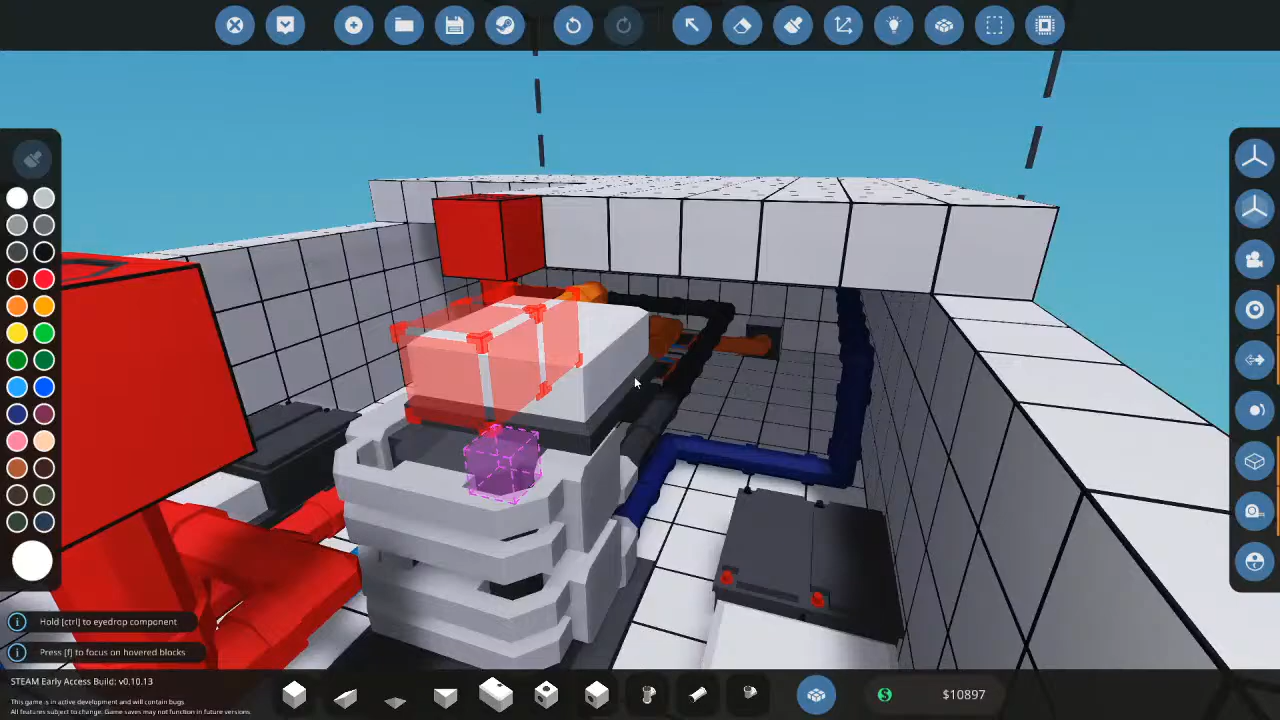 Hold [ctrl] to eyedrop component
Press [f] to focus on hovered blocks
STEAM Early Access Build: v0.10.13
This game is in active development and will contain bugs.
All features subject to change. Game saves may not function in future versions.
$10897